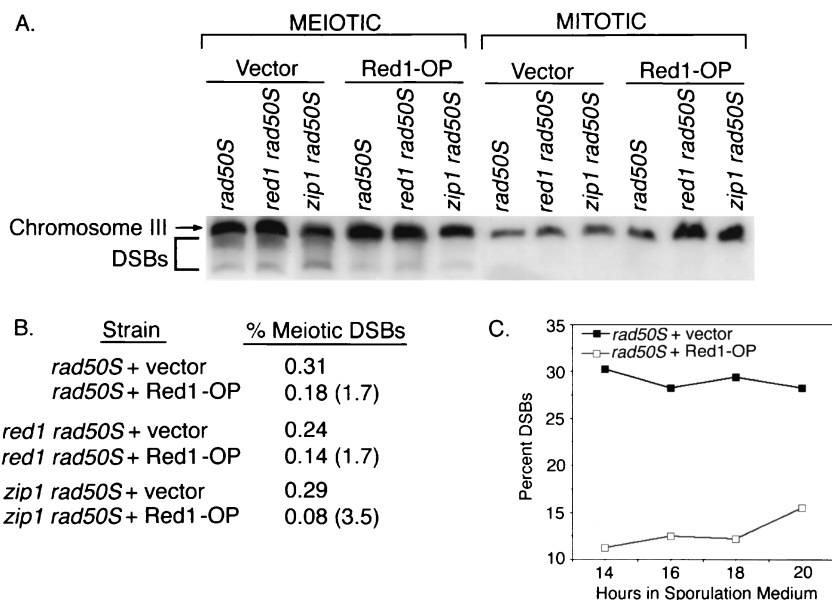 A.
MEIOTIC MITOTIC
Vector Red1-OP Vector Red1-OP
rad50S red1 rad50S zip1 rad50S rad50S red1 rad50S zip1 rad50S rad50S red1 rad50S zip1 rad50S rad50S red1 rad50S zip1 rad50S
Chromosome III
DSBs
B. Strain % Meiotic DSBs
rad50S + vector 0.31
rad50S + Red1-OP 0.18 (1.7)
red1 rad50S + vector 0.24
red1 rad50S + Red1-OP 0.14 (1.7)
zip1 rad50S + vector 0.29
zip1 rad50S + Red1-OP 0.08 (3.5)
C.
rad50S + vector
rad50S + Red1-OP
Percent DSBs
35
30
25
20
15
10
14 16 18 20
Hours in Sporulation Medium